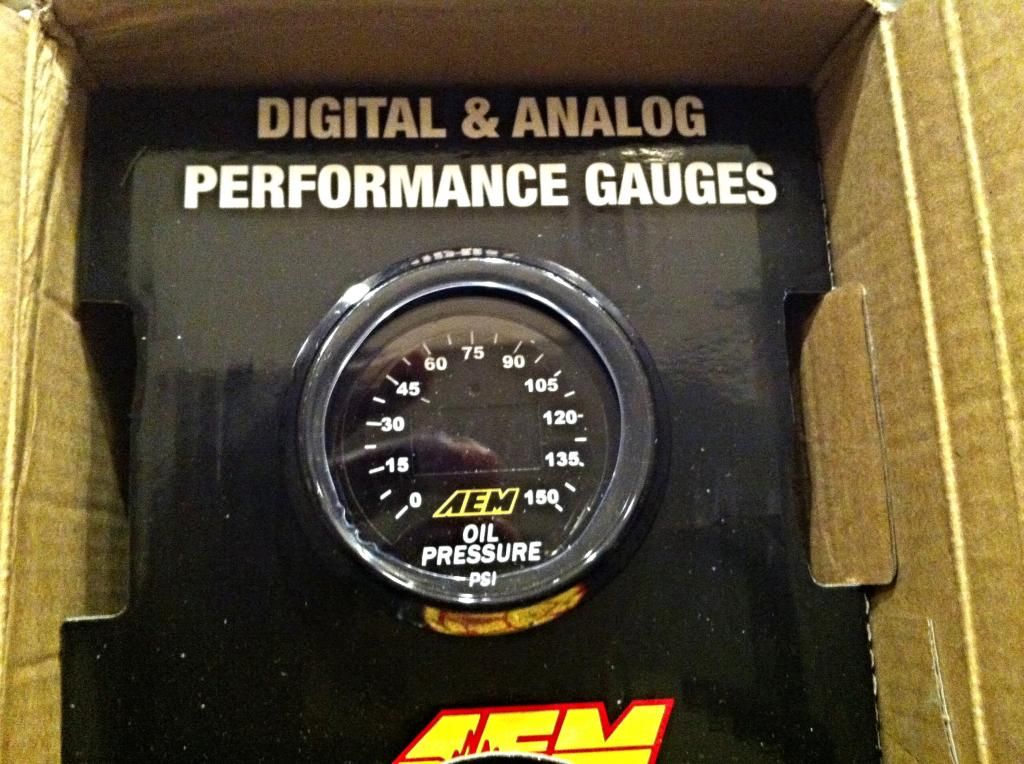 DIGITAL & ANALOG
PERFORMANCE GAUGES
75
60
90
45
105
30
120
15
135
0
AEM
150
OIL
PRESSURE
PSI
AEM